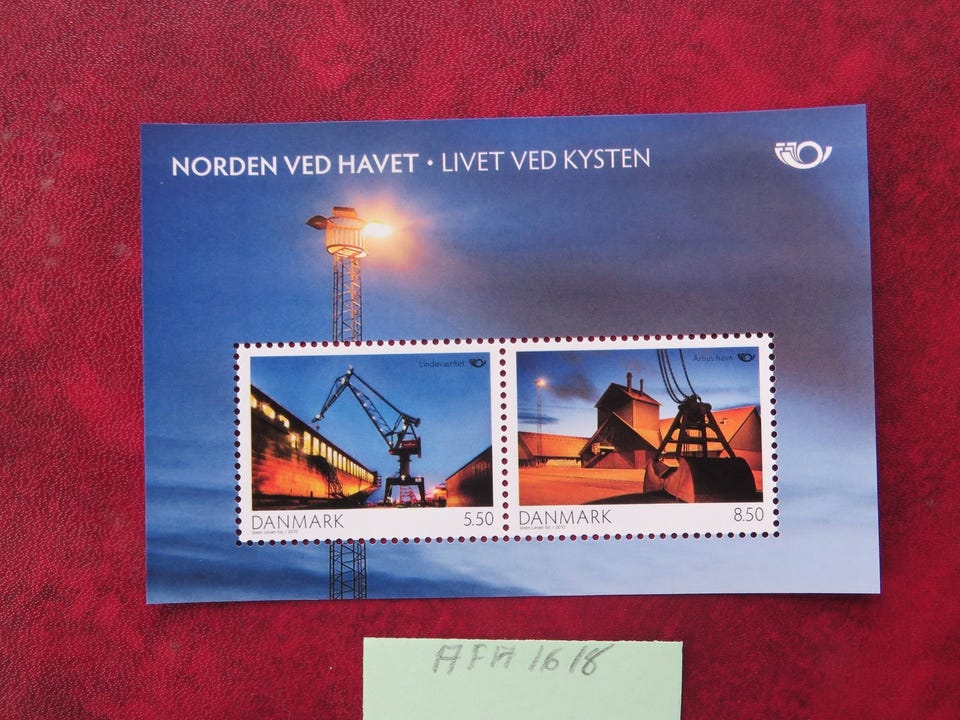 NORDEN VED HAVET · LIVET VED KYSTEN
Lindøværftet
DANMARK 5.50
Århus havn
DANMARK 8.50
AFA 1618